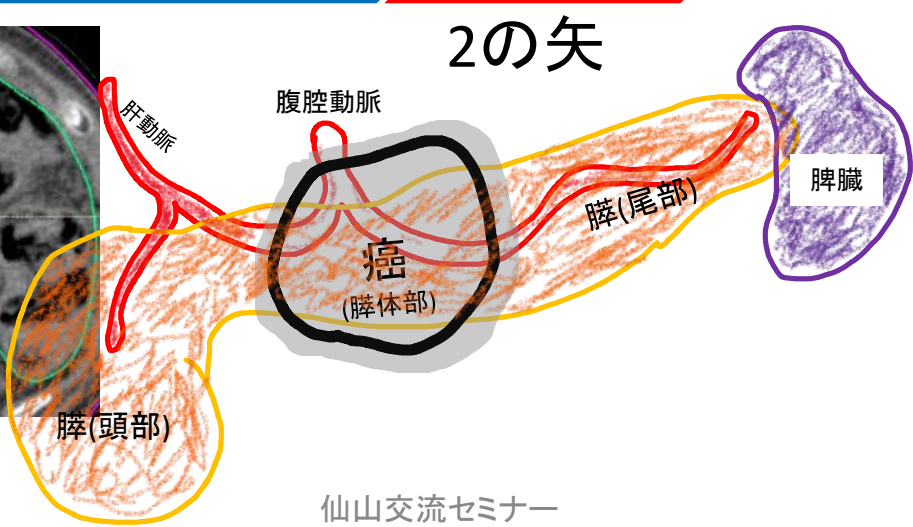 2の矢
腹腔動脈
肝動脈
脾臓
膵(尾部)
癌
(膵体部)
膵(頭部)
仙山交流セミナー